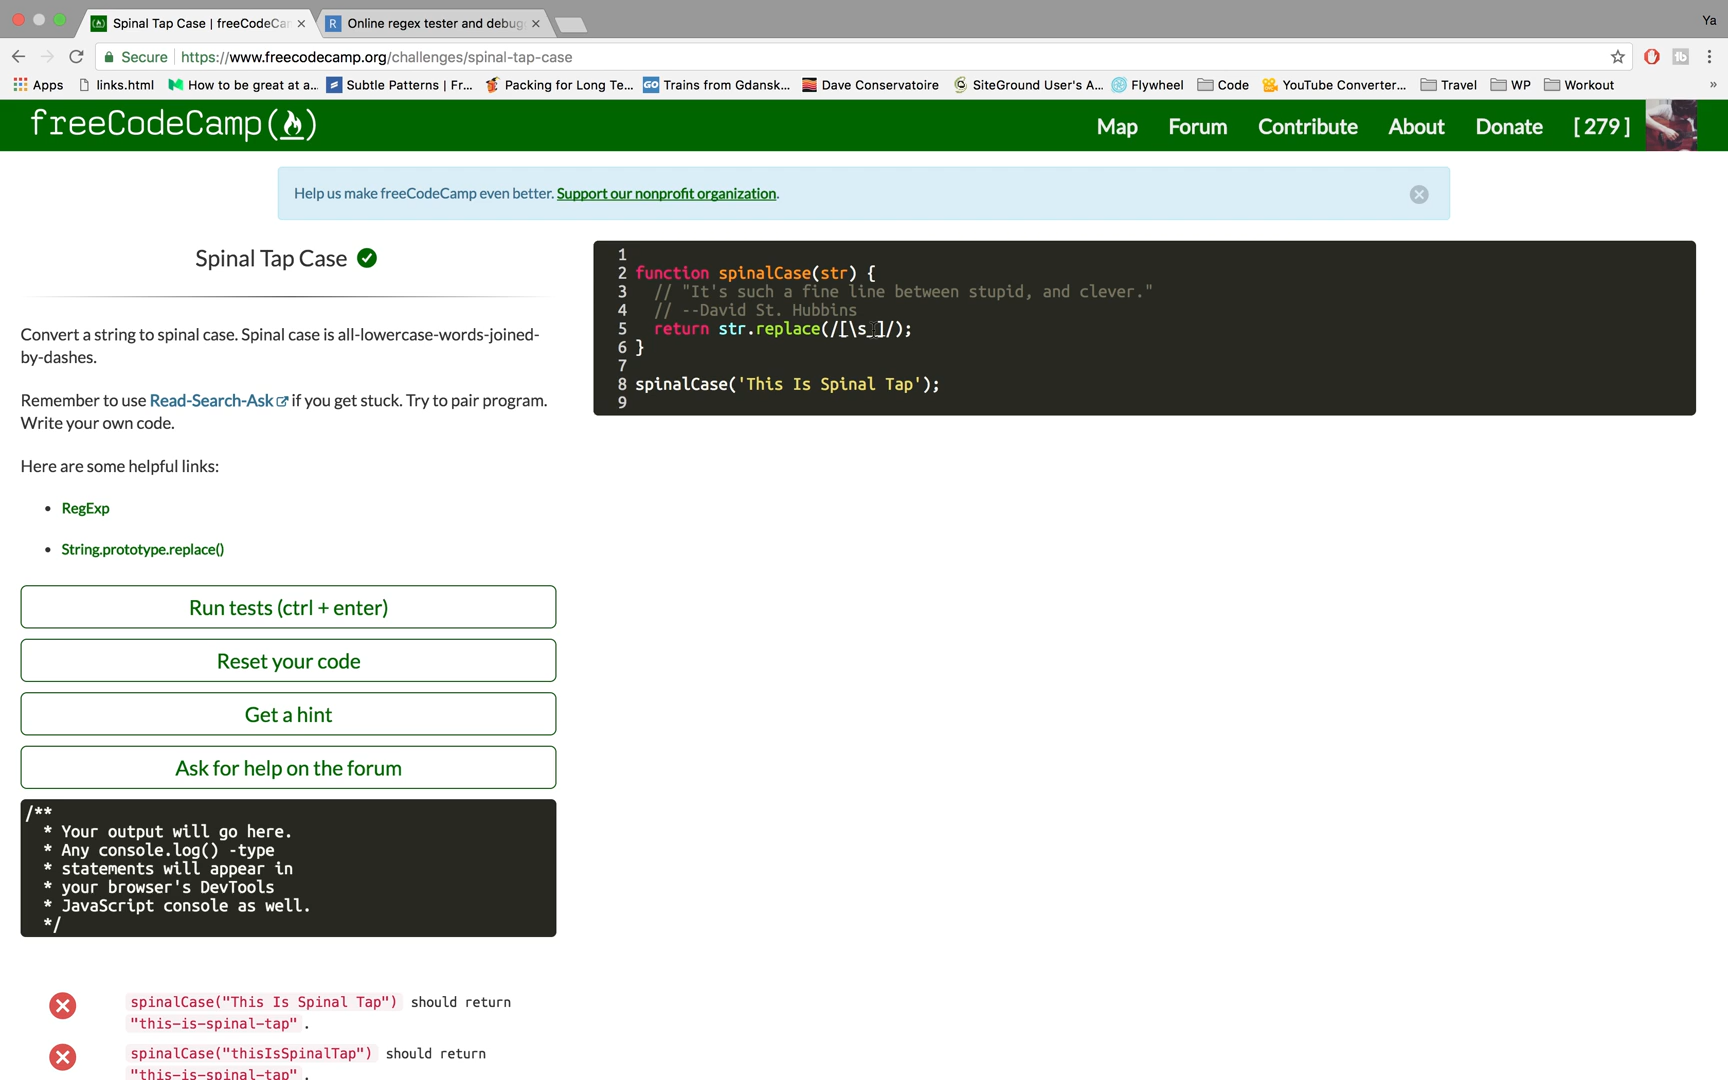 Spinal Tap Case | freeCodeCar
Online regex tester and debug
Ya
Secure
https://www.freecodecamp.org/challenges/spinal-tap-case
Apps
links.html
How to be great at a...
Subtle Patterns | Fr...
Packing for Long Te...
GO Trains from Gdansk...
Dave Conservatoire
SiteGround User's A...
Flywheel
Code
YouTube Converter...
Travel
WP
Workout
»
freeCodeCamp( )
Map
Forum
Contribute
About
Donate
[ 279 ]
Help us make freeCodeCamp even better. Support our nonprofit organization.
Spinal Tap Case
Convert a string to spinal case. Spinal case is all-lowercase-words-joined-
by-dashes.
Remember to use Read-Search-Ask if you get stuck. Try to pair program.
Write your own code.
Here are some helpful links:
• RegExp
• String.prototype.replace()
Run tests (ctrl + enter)
Reset your code
Get a hint
Ask for help on the forum
/**
* Your output will go here.
* Any console.log() -type
* statements will appear in
* your browser's DevTools
* JavaScript console as well.
*/
spinalCase("This Is Spinal Tap") should return
"this-is-spinal-tap" .
spinalCase("thisIsSpinalTap") should return
"this-is-spinal-tap" .
1
2 function spinalCase(str) {
3 // "It's such a fine line between stupid, and clever."
4 // --David St. Hubbins
5 return str.replace(/[\s_]/);
6 }
7
8 spinalCase('This Is Spinal Tap');
9